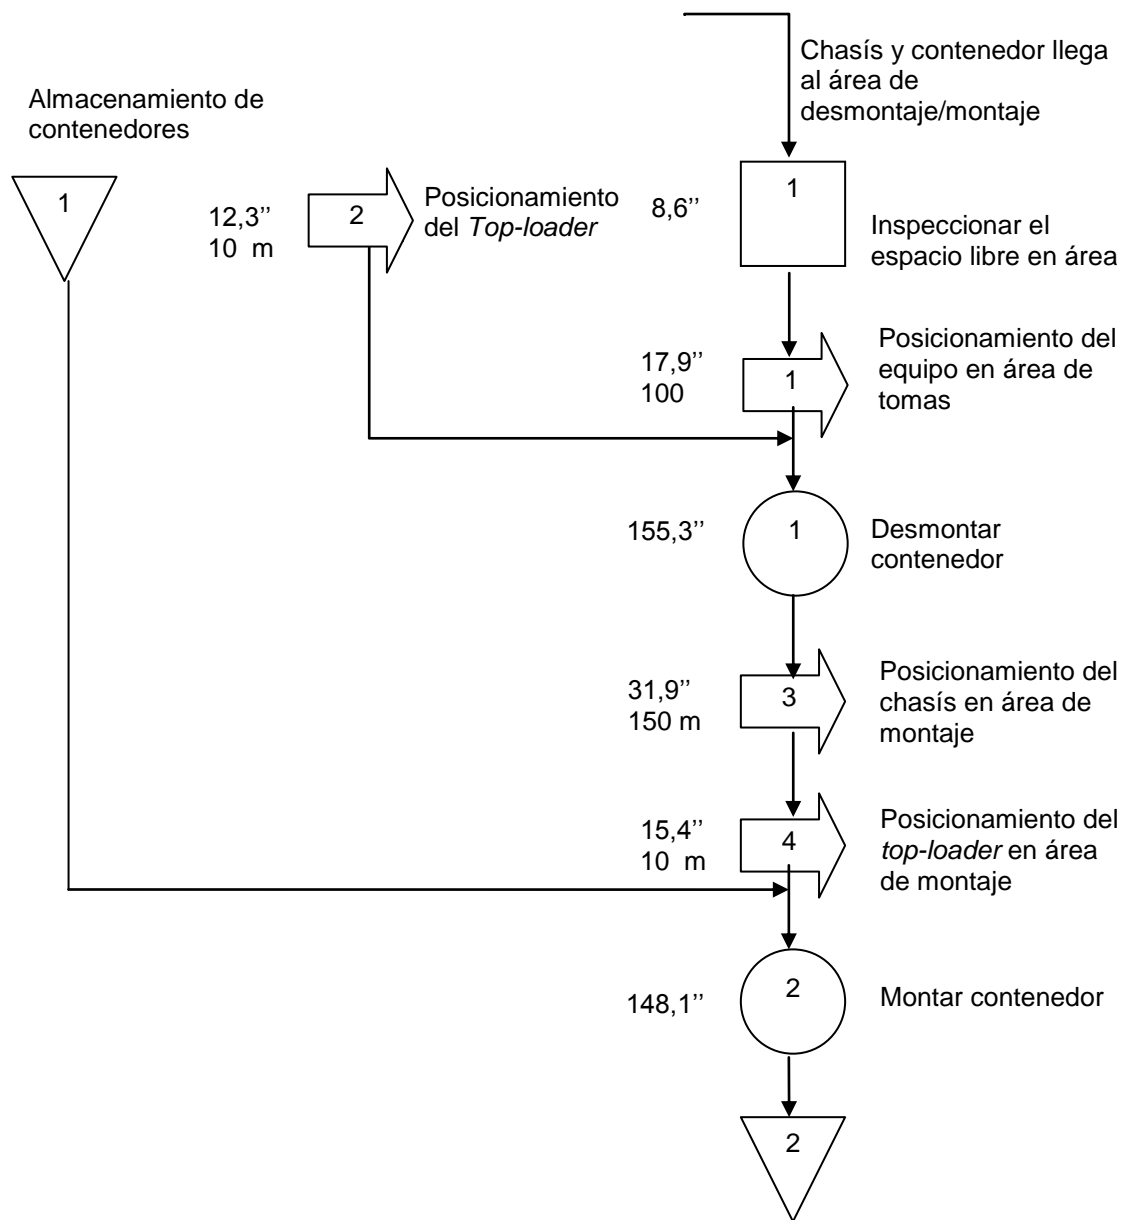 Chasís y contenedor llega
al área de
desmontaje/montaje
Almacenamiento de
contenedores
1
12,3’’
10 m
2
Posicionamiento
del Top-loader
8,6’’
1
Inspeccionar el
espacio libre en área
17,9’’
100
1
Posicionamiento del
equipo en área de
tomas
155,3’’
1
Desmontar
contenedor
31,9’’
150 m
3
Posicionamiento del
chasís en área de
montaje
15,4’’
10 m
4
Posicionamiento del
top-loader en área
de montaje
148,1’’
2
Montar contenedor
2